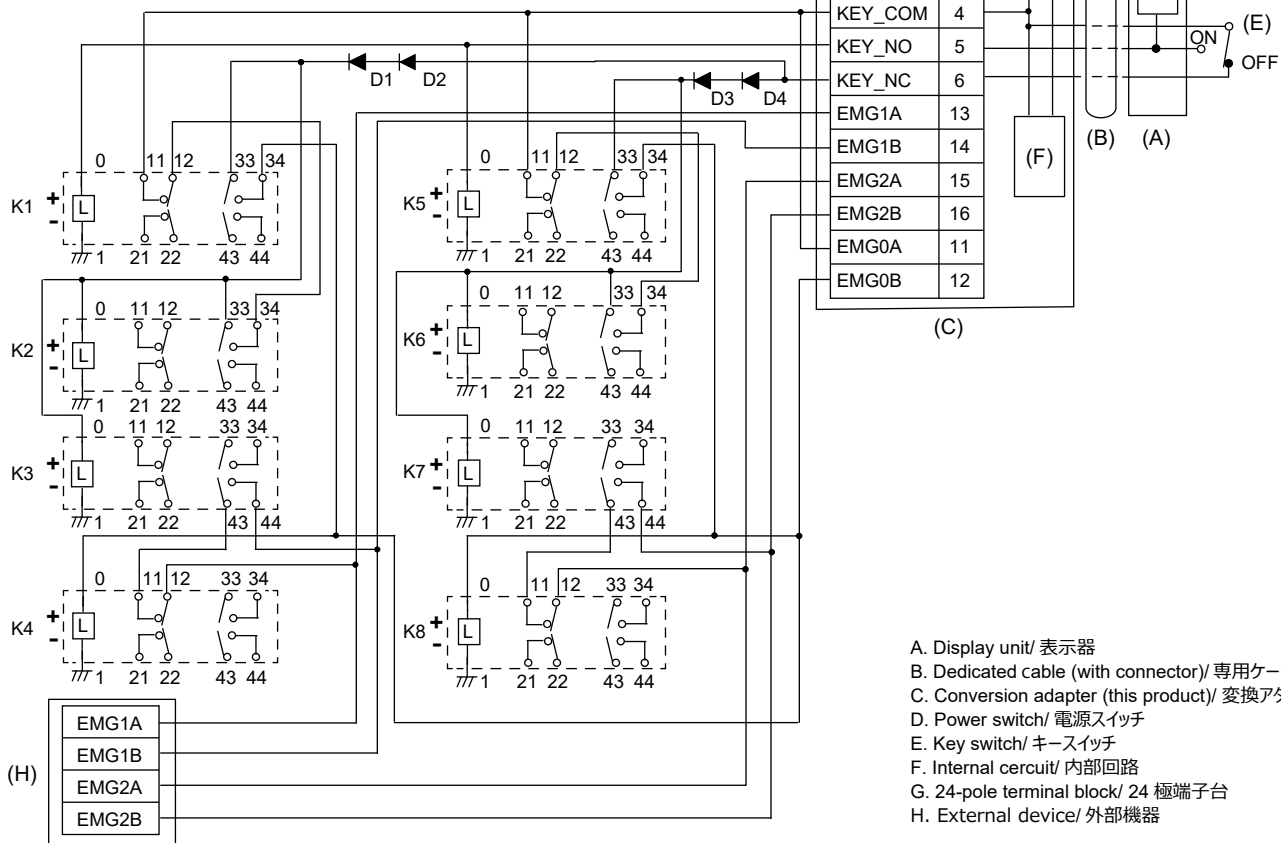 KEY_COM 4
KEY_NO 5
KEY_NC 6
EMG1A 13
EMG1B 14
EMG2A 15
EMG2B 16
EMG0A 11
EMG0B 12
(C)
(F)
(B)
(A)
(E)
ON
OFF
D1 D2
D3 D4
0 11 12 33 34
K1 + - L
1 21 22 43 44
0 11 12 33 34
K2 + - L
1 21 22 43 44
0 11 12 33 34
K3 + - L
1 21 22 43 44
0 11 12 33 34
K4 + - L
1 21 22 43 44
0 11 12 33 34
K5 + - L
1 21 22 43 44
0 11 12 33 34
K6 + - L
1 21 22 43 44
0 11 12 33 34
K7 + - L
1 21 22 43 44
0 11 12 33 34
K8 + - L
1 21 22 43 44
(H)
EMG1A
EMG1B
EMG2A
EMG2B
A. Display unit/ 表示器
B. Dedicated cable (with connector)/ 専用ケー
C. Conversion adapter (this product)/ 変換アダ
D. Power switch/ 電源スイッチ
E. Key switch/ キースイッチ
F. Internal cercuit/ 内部回路
G. 24-pole terminal block/ 24 極端子台
H. External device/ 外部機器